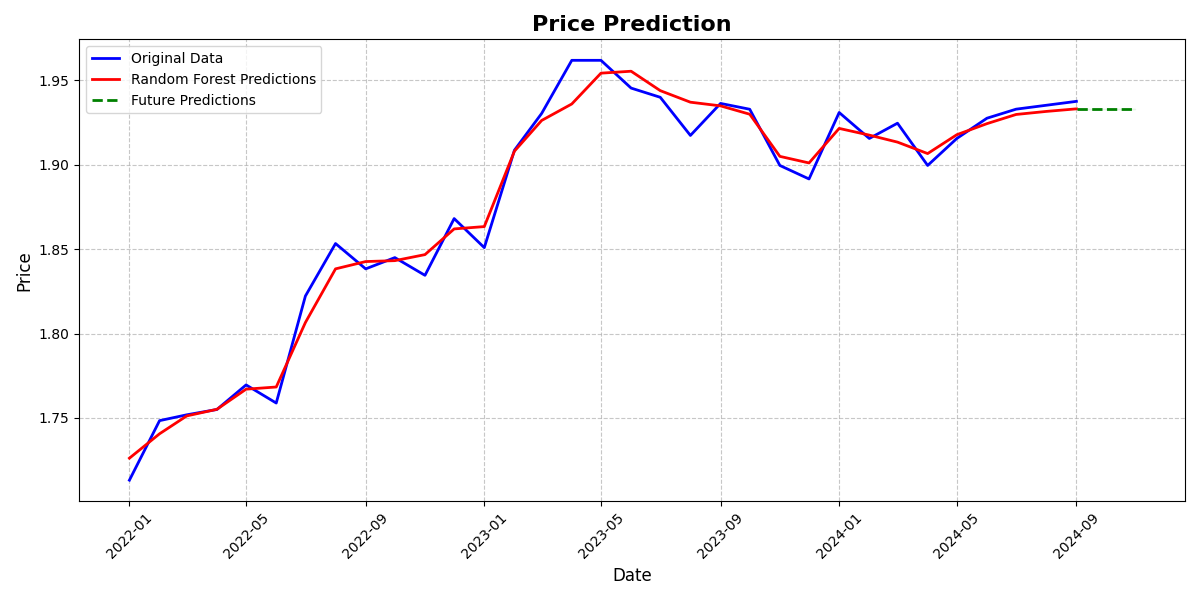 Price Prediction
Original Data
Random Forest Predictions
Future Predictions
Price
1.95
1.90
1.85
1.80
1.75
2022-01
2022-05
2022-09
2023-01
2023-05
2023-09
2024-01
2024-05
2024-09
Date